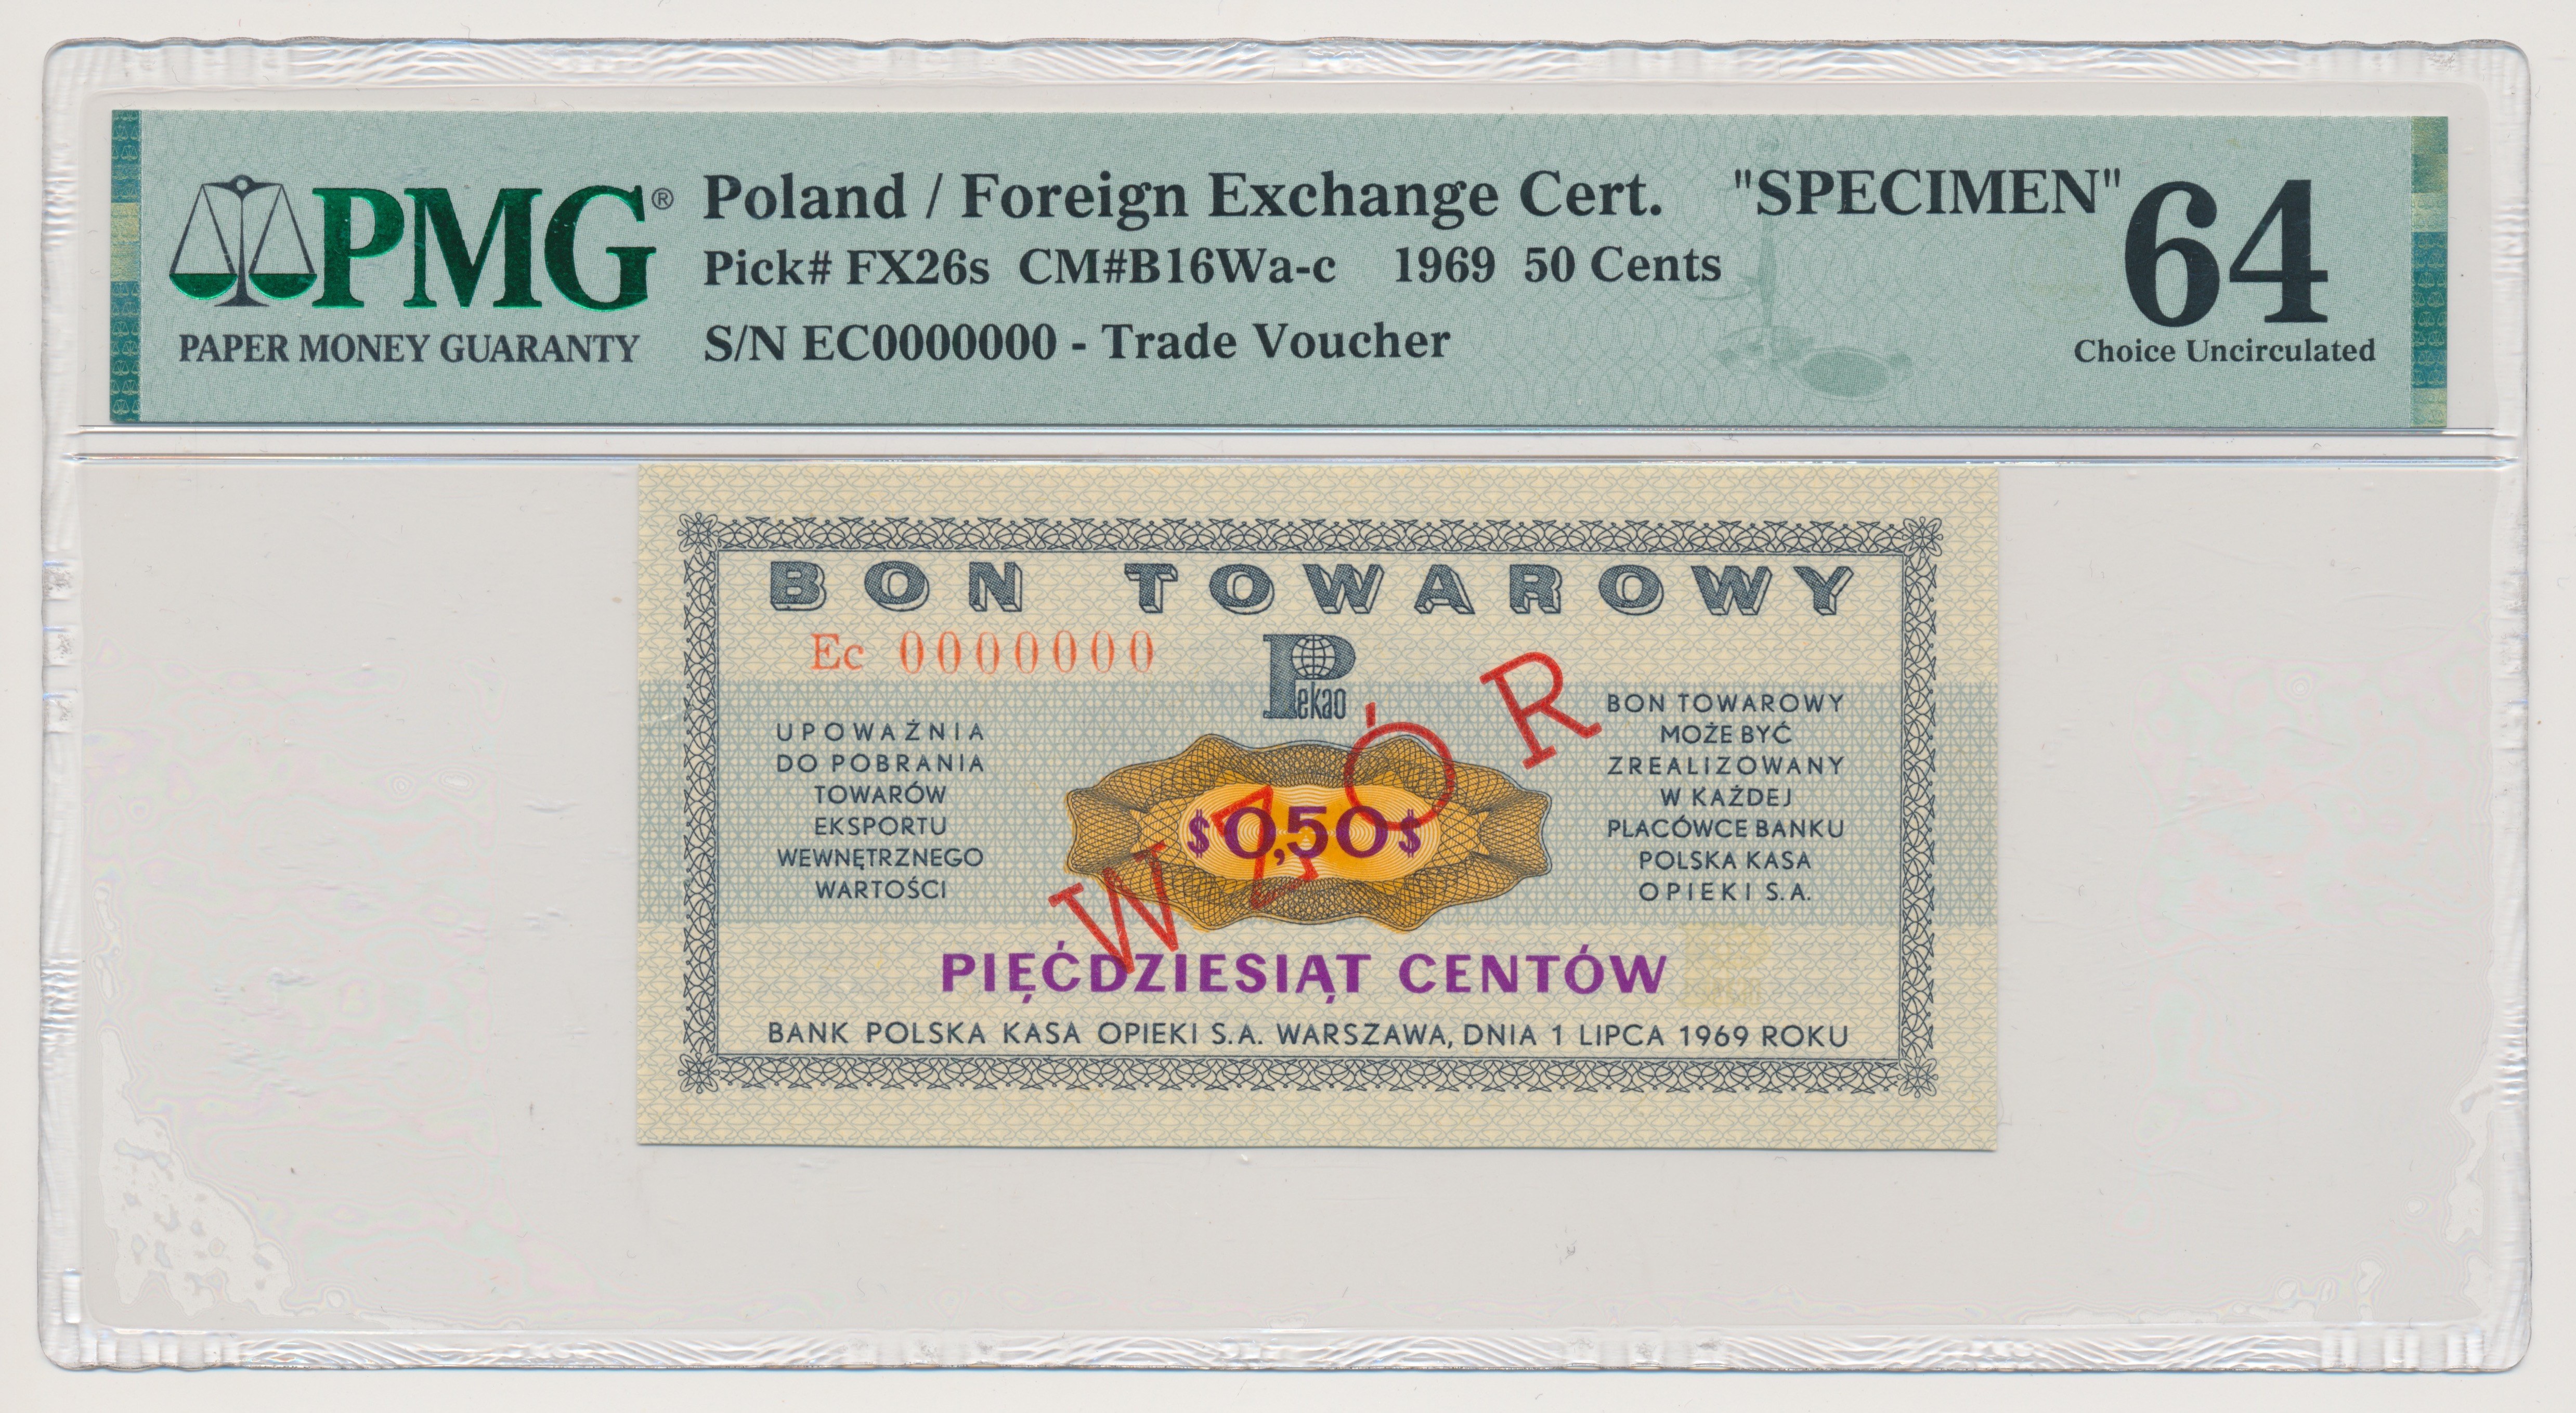 PMG®
PAPER MONEY GUARANTY
Poland / Foreign Exchange Cert. "SPECIMEN"
Pick# FX26s CM#B16Wa-c 1969 50 Cents
S/N EC0000000 - Trade Voucher
64
Choice Uncirculated
BON TOWAROWY
Ec 0000000
Pekao
UPOWAŻNIA
DO POBRANIA
TOWARÓW
EKSPORTU
WEWNĘTRZNEGO
WARTOŚCI
$0,50$
WZÓR
BON TOWAROWY
MOŻE BYĆ
ZREALIZOWANY
W KAŻDEJ
PLACÓWCE BANKU
POLSKA KASA
OPIEKI S.A.
PIĘĆDZIESIĄT CENTÓW
BANK POLSKA KASA OPIEKI S.A. WARSZAWA, DNIA 1 LIPCA 1969 ROKU